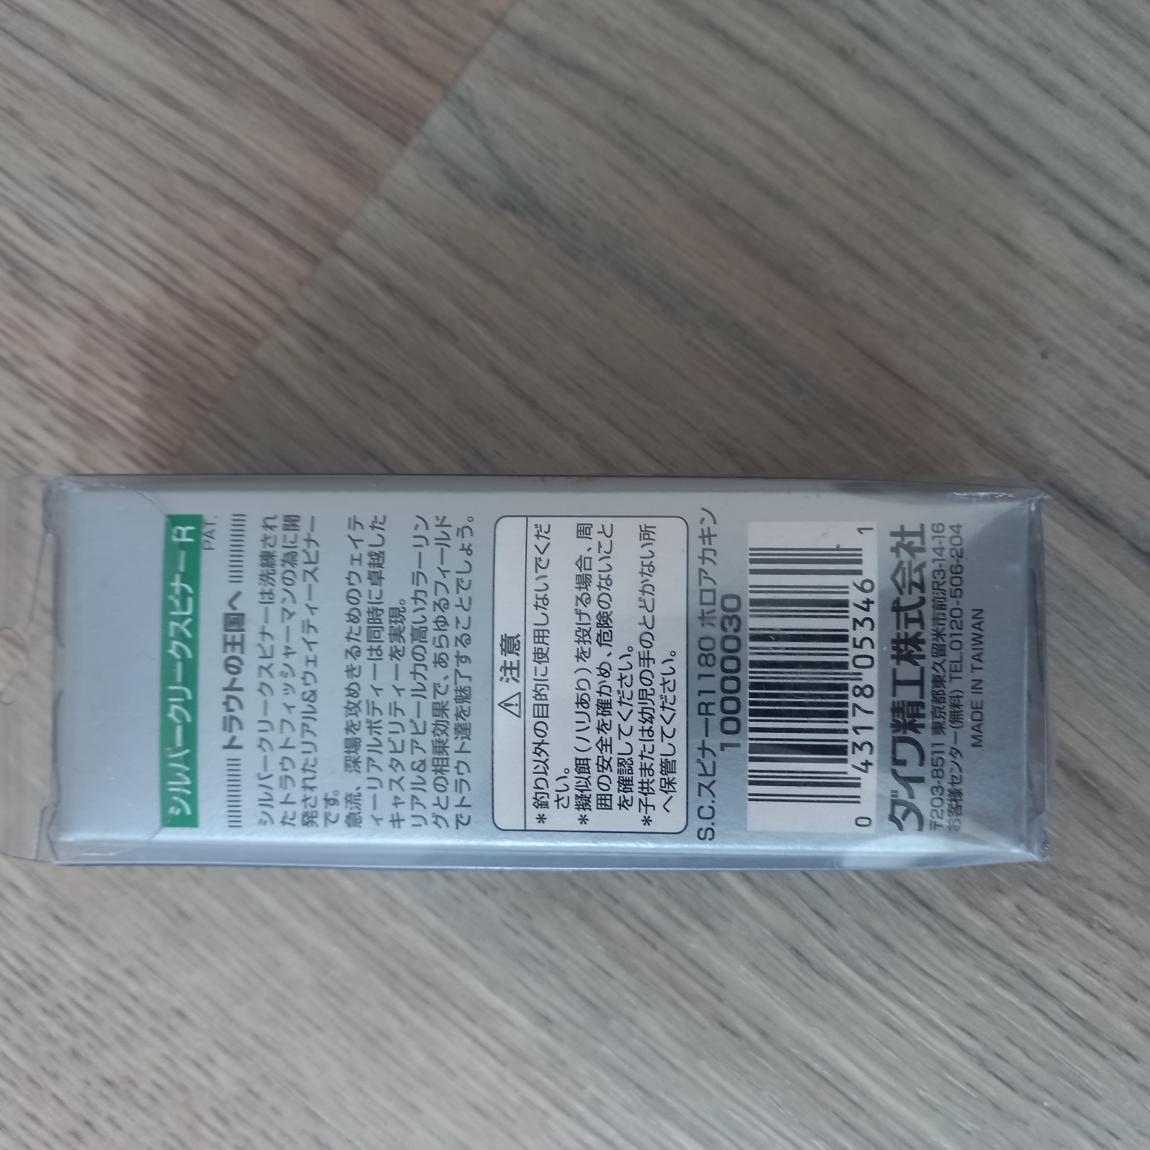 シルバークリークスピナーR
PAT.
トラウトの王国へ
シルバークリークスピナーは洗練され
たトラウトフィッシャーマンの為に開
発されたリアル&ウェイティースピナー
です。
急流、深場を攻めきるためのウェイテ
ィーリアルボディーは同時に卓越した
キャスタビリティーを実現。
リアル&アピール力の高いカラーリン
グとの相乗効果で、あらゆるフィールド
でトラウト達を魅了することでしょう。
⚠ 注意
*釣り以外の目的に使用しないでくだ
さい。
*擬似餌(ハリあり)を投げる場合、周
囲の安全を確かめ、危険のないこと
を確認してください。
*子供または幼児の手のとどかない所
へ保管してください。
S.C.スピナーR1180 ホロアカキン
10000030
0 43178 05346 1
ダイワ精工株式会社
〒203-8511 東京都東久留米市前沢3-14-16
お客様センター(無料) TEL.0120-506-204
MADE IN TAIWAN